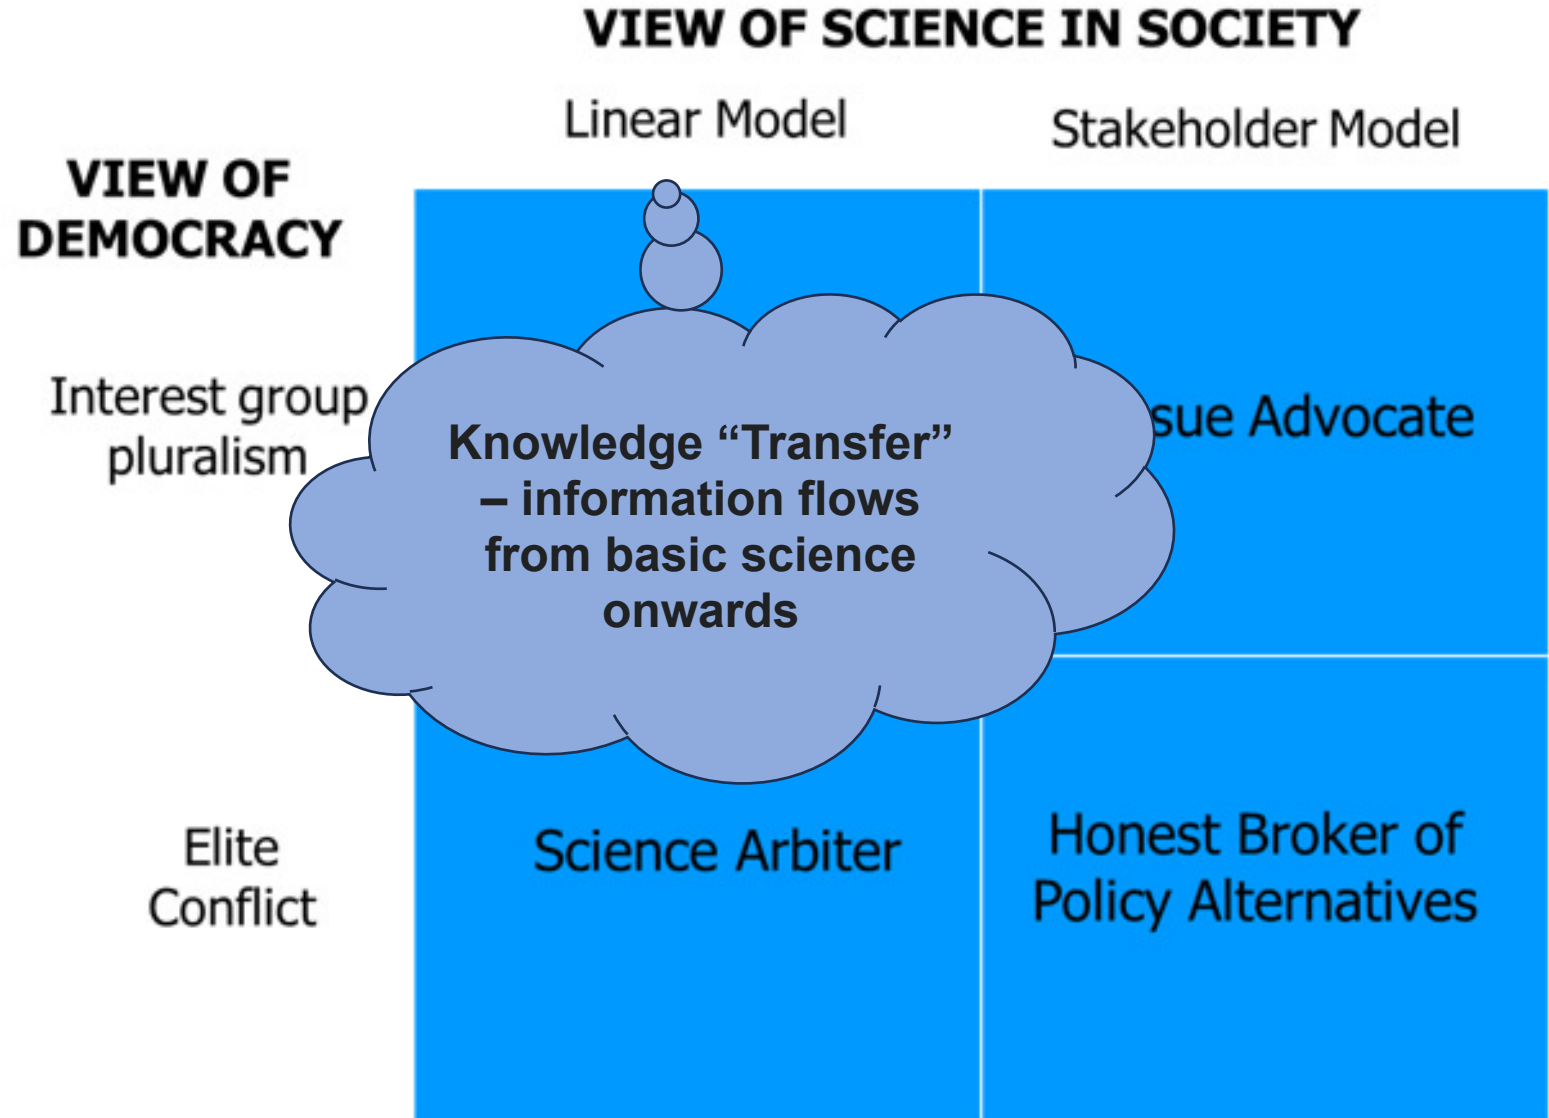 VIEW OF SCIENCE IN SOCIETY
Linear Model
Stakeholder Model
VIEW OF
DEMOCRACY
Interest group
pluralism
Knowledge “Transfer”
– information flows
from basic science
onwards
sue Advocate
Elite
Conflict
Science Arbiter
Honest Broker of
Policy Alternatives